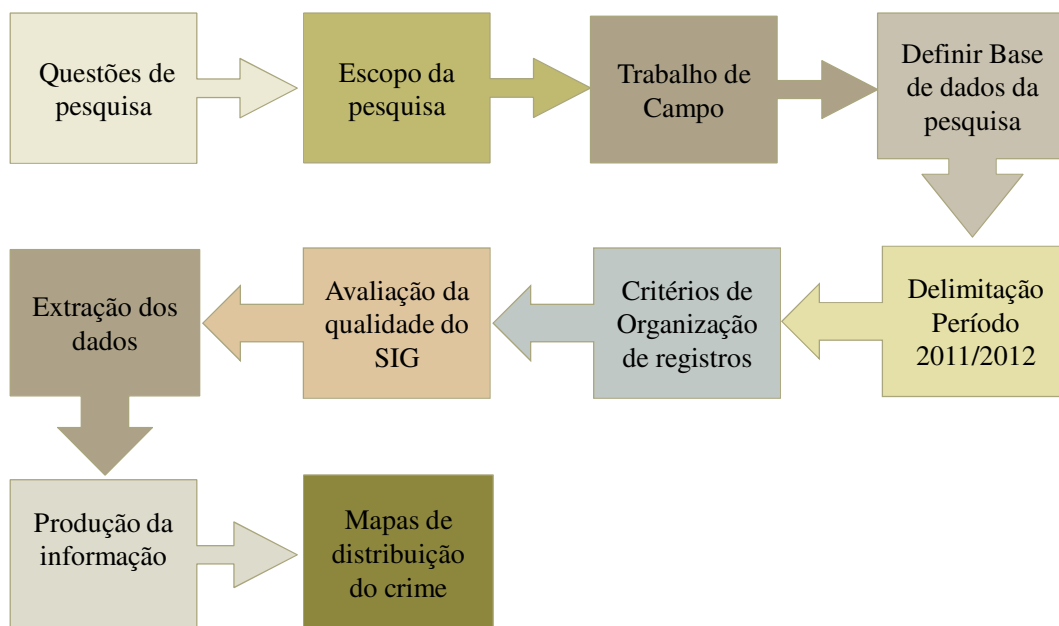 Questões de
pesquisa
Escopo da
pesquisa
Trabalho de
Campo
Definir Base
de dados da
pesquisa
Delimitação
Período
2011/2012
Critérios de
Organização
de registros
Avaliação da
qualidade do
SIG
Extração dos
dados
Produção da
informação
Mapas de
distribuição
do crime